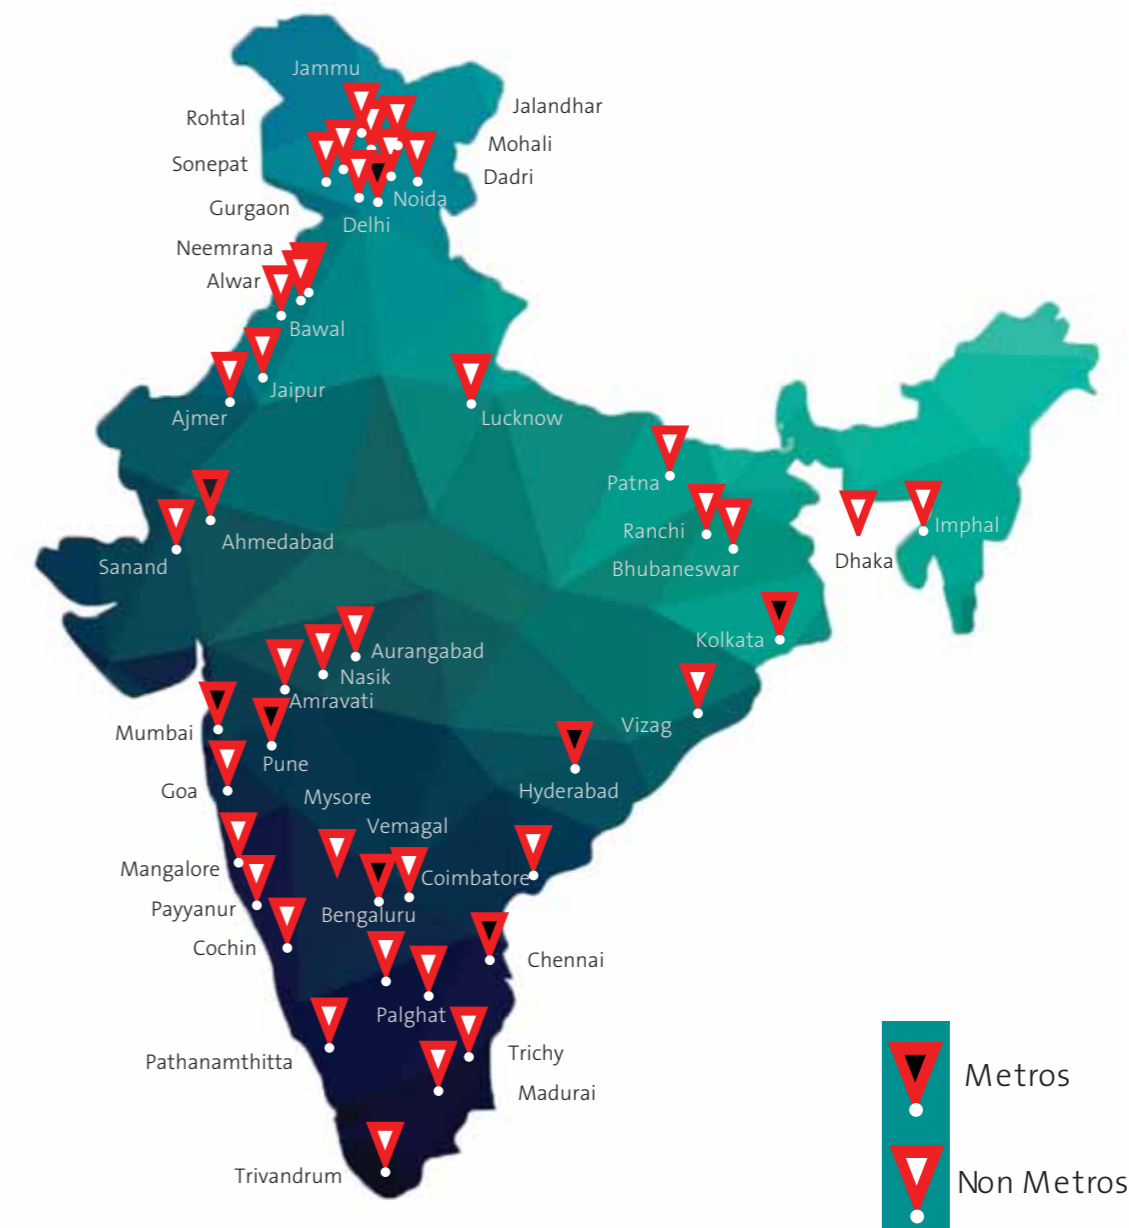 Jammu
Jalandhar
Rohtal
Mohali
Sonepat
Dadri
Noida
Gurgaon
Delhi
Neemrana
Alwar
Bawal
Jaipur
Ajmer
Lucknow
Patna
Ranchi
Imphal
Ahmedabad
Dhaka
Sanand
Bhubaneswar
Kolkata
Aurangabad
Nasik
Amravati
Vizag
Mumbai
Pune
Goa
Hyderabad
Mysore
Vemagal
Mangalore
Coimbatore
Payyanur
Bengaluru
Cochin
Chennai
Palghat
Trichy
Pathanamthitta
Metros
Madurai
Trivandrum
Non Metros